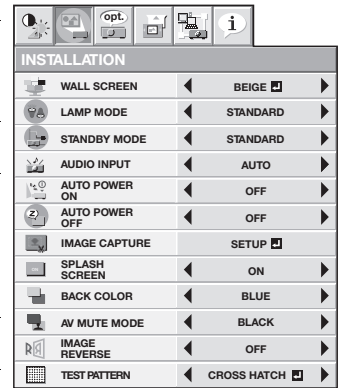 opt.
i
INSTALLATION
WALL SCREEN BEIGE
LAMP MODE STANDARD
STANDBY MODE STANDARD
AUDIO INPUT AUTO
AUTO POWER
ON OFF
AUTO POWER
OFF OFF
IMAGE CAPTURE SETUP
SPLASH
SCREEN ON
BACK COLOR BLUE
AV MUTE MODE BLACK
IMAGE
REVERSE OFF
TEST PATTERN CROSS HATCH